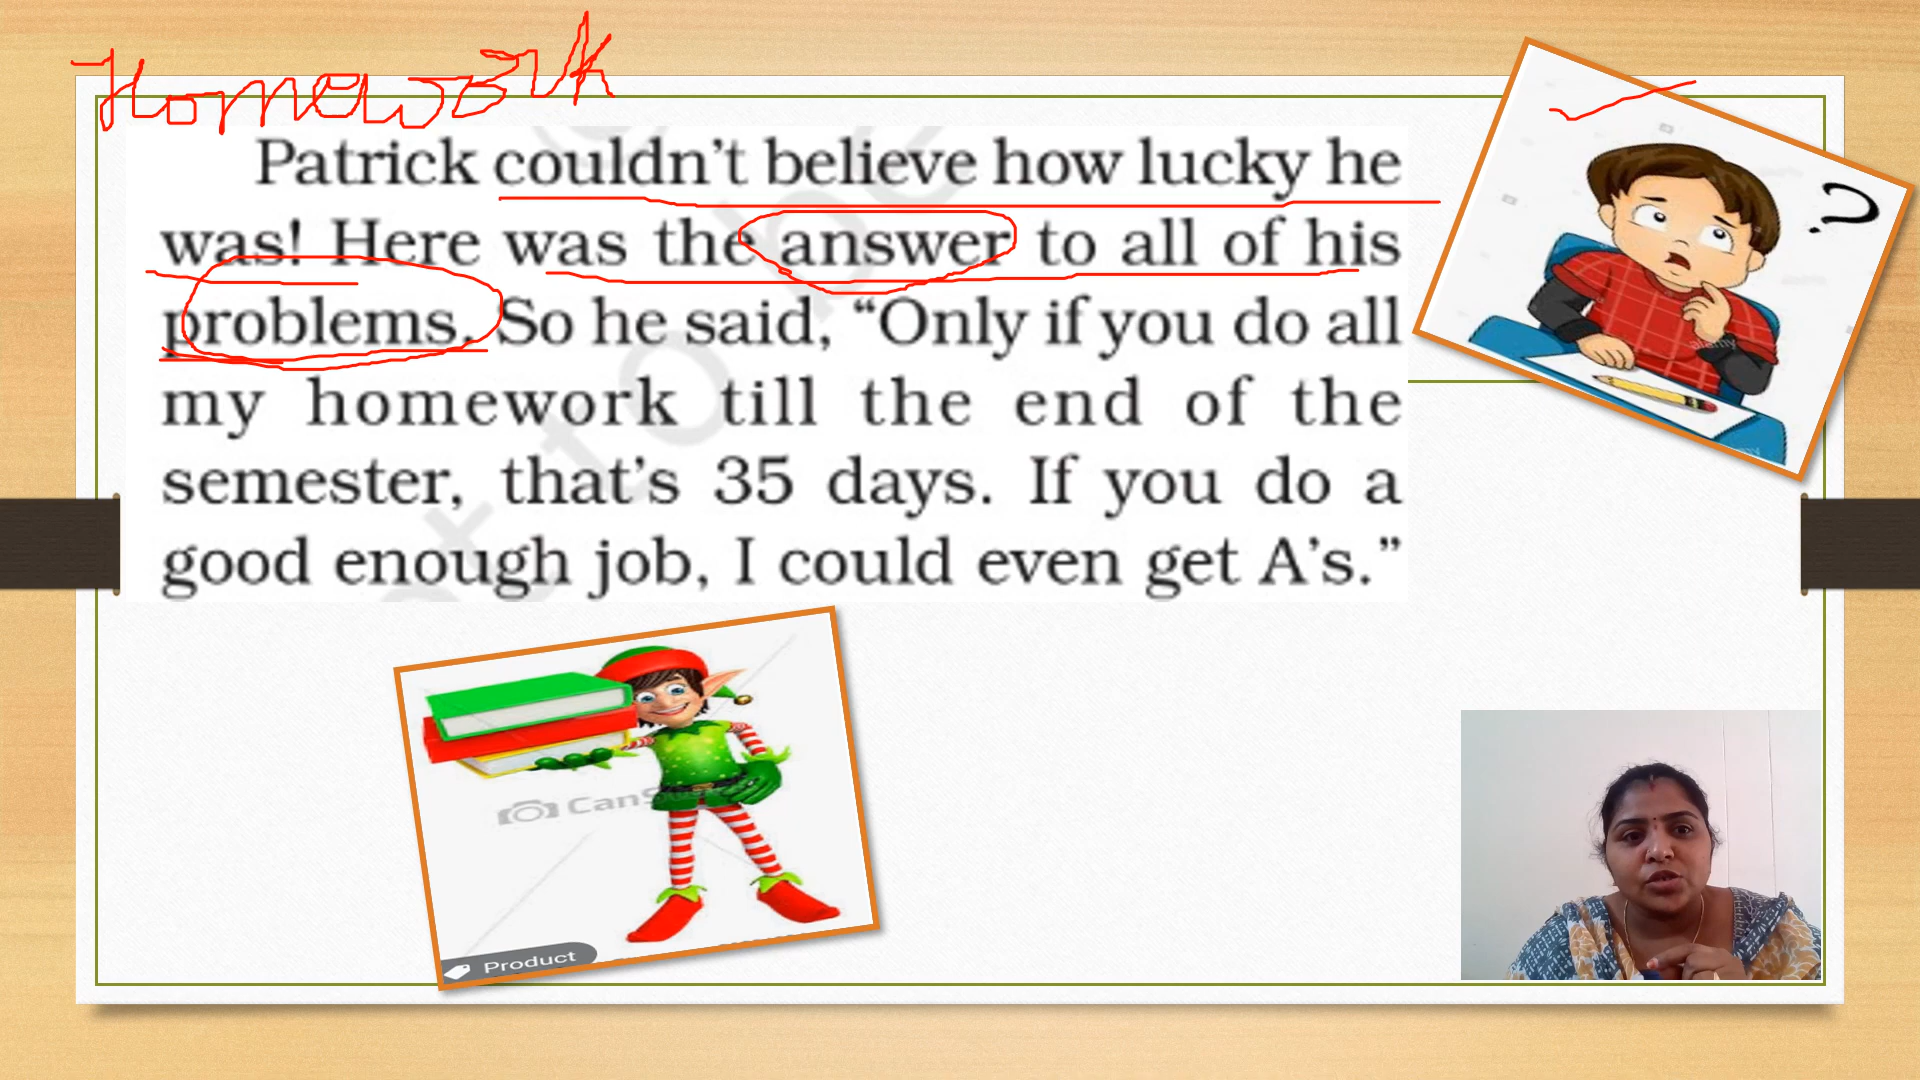 Homework
Patrick couldn't believe how lucky he
was! Here was the answer to all of his
problems. So he said, “Only if you do all
my homework till the end of the
semester, that's 35 days. If you do a
good enough job, I could even get A's.”
?
Product